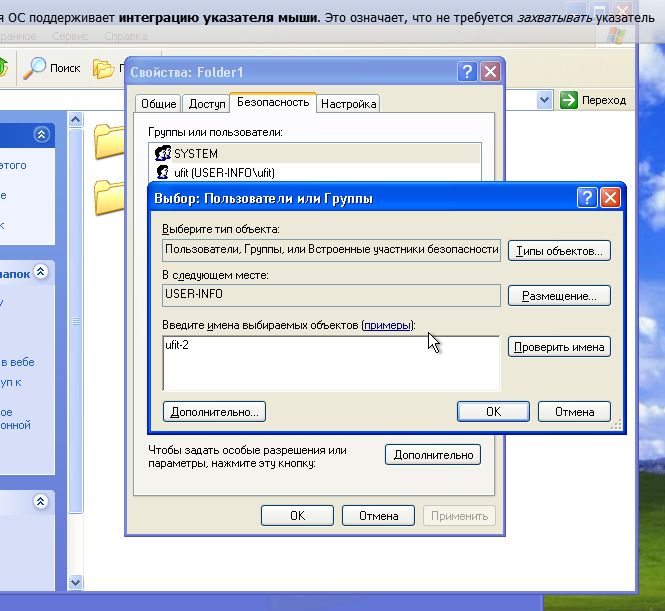 я ОС поддерживает интеграцию указателя мыши. Это означает, что не требуется захватывать указатель
ранное Сервис Справка
Поиск
Свойства: Folder1
Переход
Общие Доступ Безопасность Настройка
Группы или пользователи:
этого
SYSTEM
ufit (USER-INFO\ufit)
е
Выбор: Пользователи или Группы
к
Выберите тип объекта:
Пользователи, Группы, или Встроенные участники безопасности
Типы объектов...
В следующем месте:
апок
USER-INFO
Размещение...
Введите имена выбираемых объектов (примеры):
ufit-2
Проверить имена
в вебе
уп к
Дополнительно... OK Отмена
ое
онной
Чтобы задать особые разрешения или
параметры, нажмите эту кнопку:
Дополнительно
OK Отмена Применить